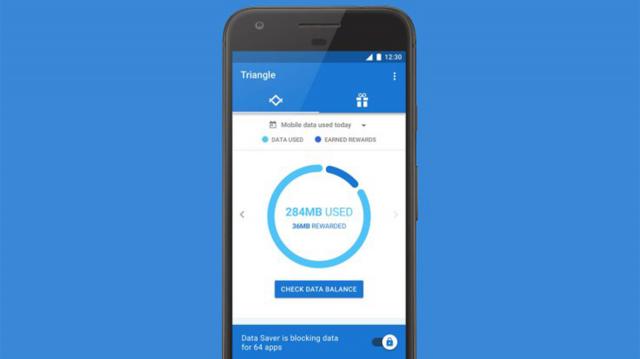 12:30
Triangle
Mobile data used today
DATA USED
EARNED REWARDS
284MB USED
36MB REWARDED
CHECK DATA BALANCE
Data Saver is blocking data
for 64 apps